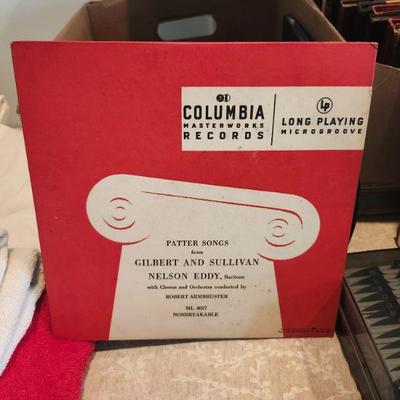 COLUMBIA
MASTERWORKS
RECORDS
LP
LONG PLAYING
MICROGROOVE
PATTER SONGS
from
GILBERT AND SULLIVAN
NELSON EDDY, Baritone
with Chorus and Orchestra conducted by
ROBERT ARMBRUSTER
ML 4027
NONBREAKABLE